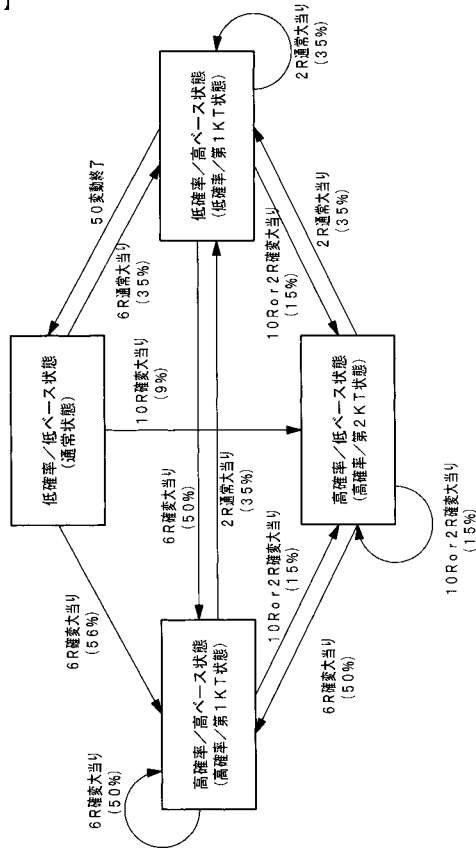 】
低確率／低ベース状態
(通常状態)
50変動終了
6R通常大当り
(35%)
6R確変大当り
(56%)
10R確変大当り
(9%)
低確率／高ベース状態
(低確率／第1KT状態)
2R通常大当り
(35%)
6R確変大当り
(50%)
2R通常大当り
(35%)
高確率／高ベース状態
(高確率／第1KT状態)
6R確変大当り
(50%)
10Ror2R確変大当り
(15%)
2R通常大当り
(35%)
10Ror2R確変大当り
(15%)
6R確変大当り
(50%)
高確率／低ベース状態
(高確率／第2KT状態)
10Ror2R確変大当り
(15%)